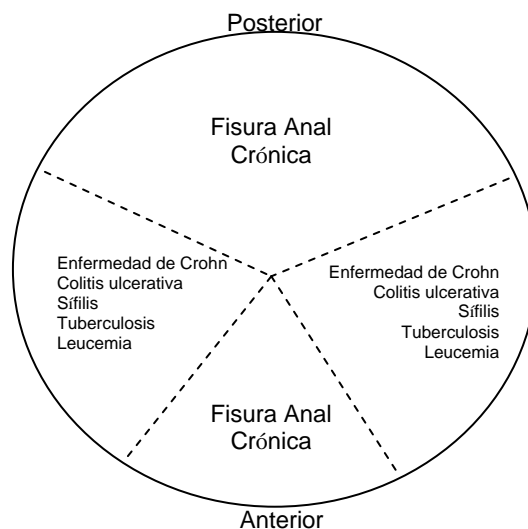 Posterior
Fisura Anal
Crónica
Enfermedad de Crohn
Colitis ulcerativa
Sífilis
Tuberculosis
Leucemia
Enfermedad de Crohn
Colitis ulcerativa
Sífilis
Tuberculosis
Leucemia
Fisura Anal
Crónica
Anterior